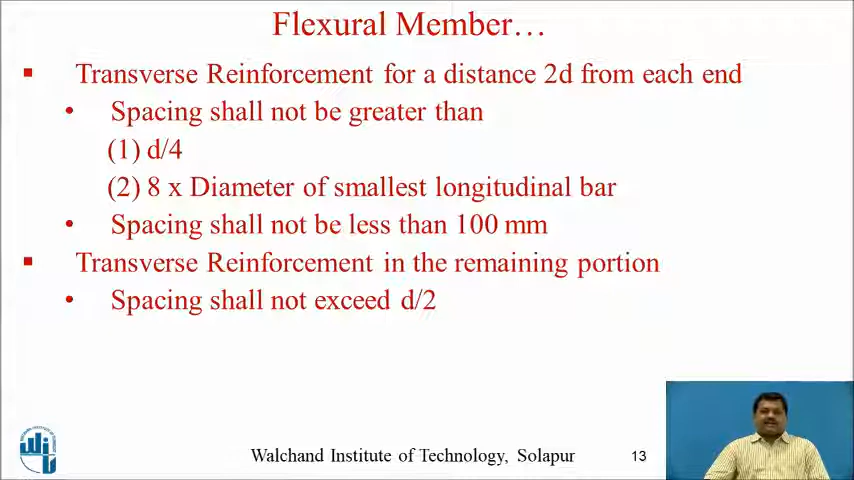 Flexural Member…
Transverse Reinforcement for a distance 2d from each end
Spacing shall not be greater than
(1) d/4
(2) 8 x Diameter of smallest longitudinal bar
Spacing shall not be less than 100 mm
Transverse Reinforcement in the remaining portion
Spacing shall not exceed d/2
Walchand Institute of Technology, Solapur 13